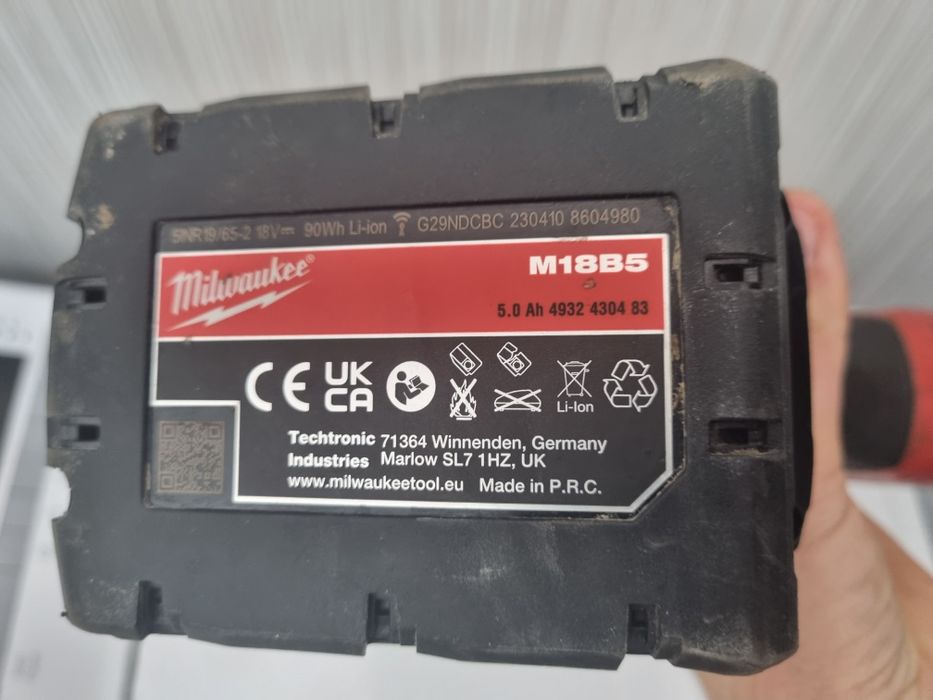 5INR19/65-2 18V⎓ 90Wh Li-ion G29NDCBC 230410 8604980
Milwaukee®
M18B5
5.0 Ah 4932 4304 83
CE UK CA
Li-Ion
Techtronic Industries
71364 Winnenden, Germany
Marlow SL7 1HZ, UK
www.milwaukeetool.eu Made in P.R.C.